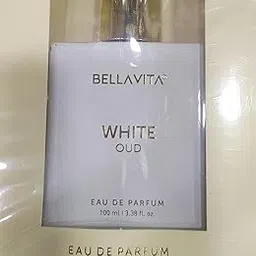 BELLAVITA
WHITE
OUD
EAU DE PARFUM
100 ml | 3.38 fl. oz.
EAU DE PARFUM